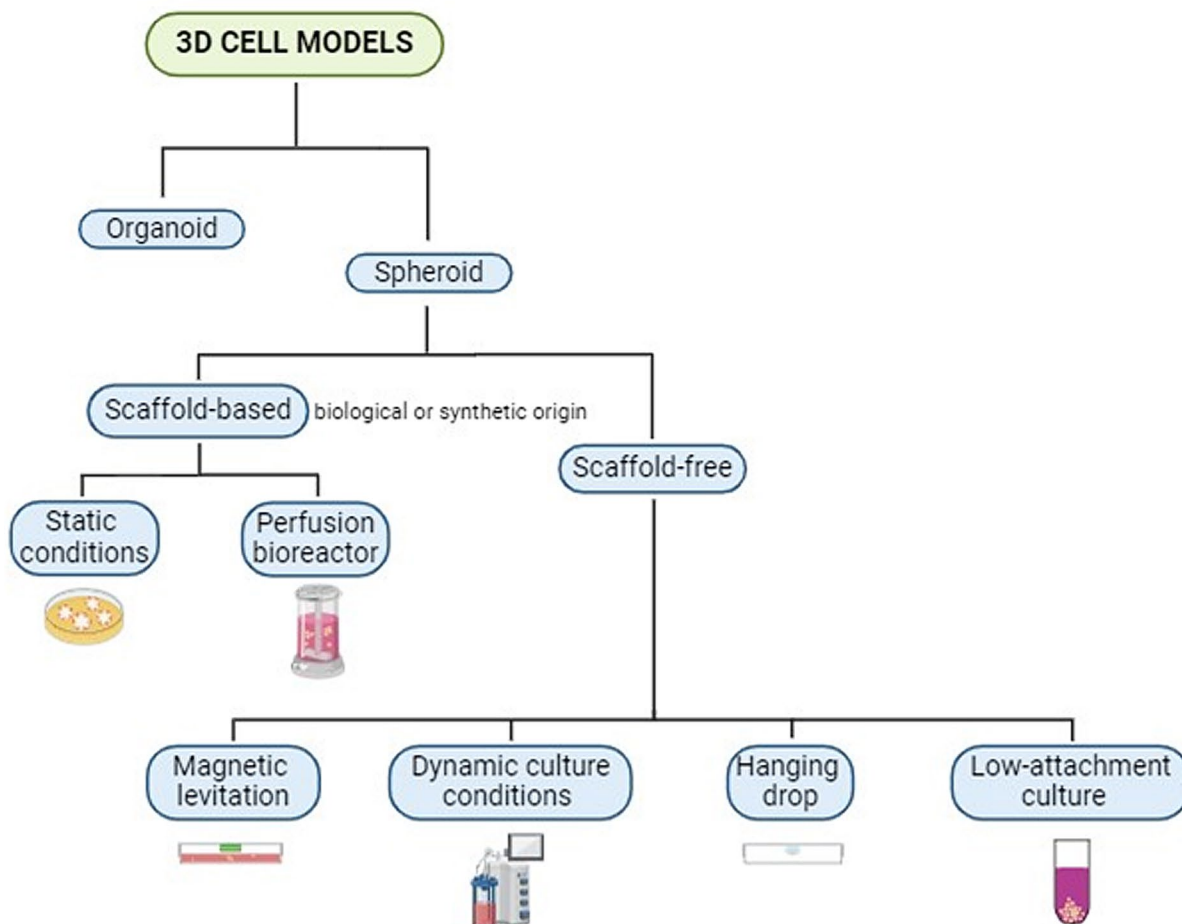 3D CELL MODELS
Organoid
Spheroid
Scaffold-based
biological or synthetic origin
Scaffold-free
Static
conditions
Perfusion
bioreactor
Magnetic
levitation
Dynamic culture
conditions
Hanging
drop
Low-attachment
culture